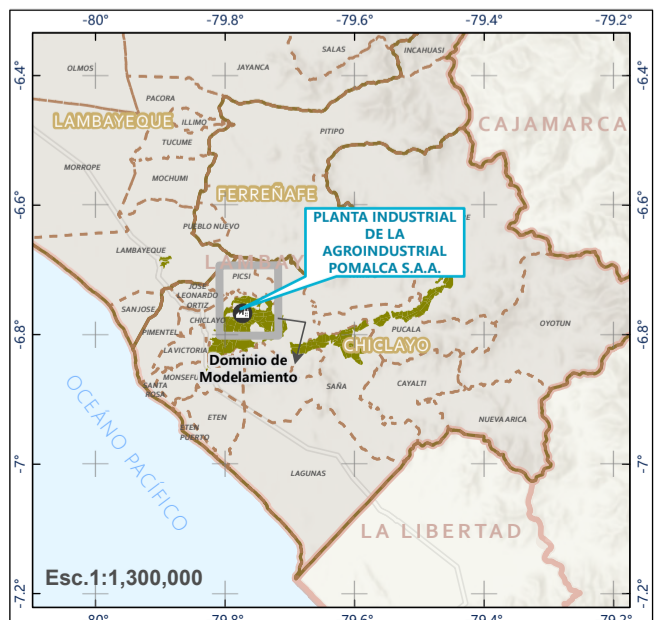 -80° -79.8° -79.6° -79.4° -79.2°
-6.4°
-6.6°
-6.8°
-7°
-7.2°
-6.4°
-6.6°
-6.8°
-7°
-7.2°
SALAS
INCAHUASI
OLMOS
JAYANCA
PACORA
LAMBAYEQUE
ILLIMO
PITIPO
CAJAMARCA
TUCUME
MORROPE
MOCHUMI
FERREÑAFE
PUEBLO NUEVO
PLANTA INDUSTRIAL
DE LA
AGROINDUSTRIAL
POMALCA S.A.A.
LAMBAYEQUE
LAMBAY
PICSI
JOSE
LEONARDO
ORTIZ
SAN JOSE
CHICLAYO
PIMENTEL
PUCALA
OYOTUN
LA VICTORIA
CHICLAYO
Dominio de
Modelamiento
MONSEFU
SANTA
ROSA
SAÑA
CAYALTI
ETEN
NUEVA ARICA
ETEN
PUERTO
OCEÁNO PACÍFICO
LAGUNAS
LA LIBERTAD
Esc.1:1,300,000
-80° -79.8° -79.6° -79.4° -79.2°